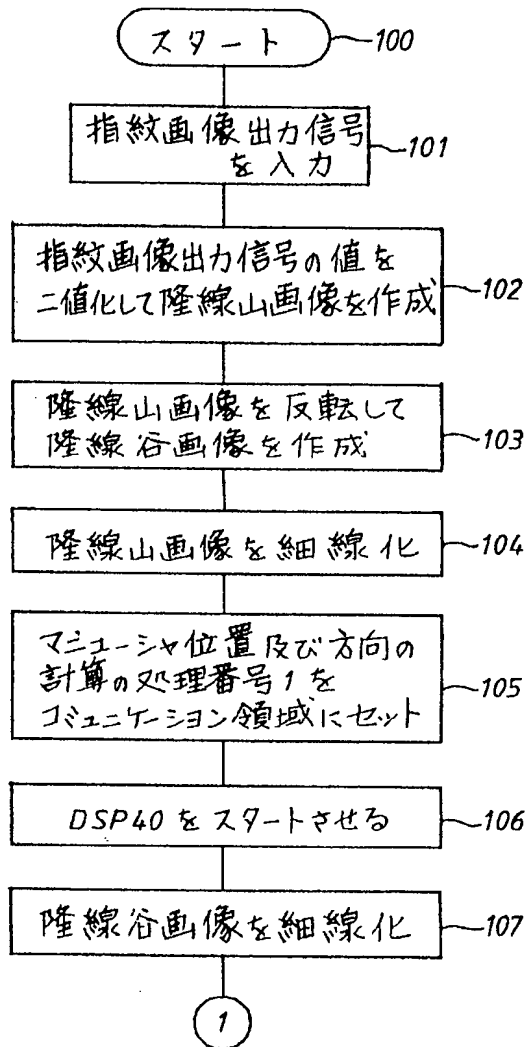 スタート
100
指紋画像出力信号
を入力
101
指紋画像出力信号の値を
二値化して隆線山画像を作成
102
隆線山画像を反転して
隆線谷画像を作成
103
隆線山画像を細線化
104
マニューシャ位置及び方向の
計算の処理番号1を
コミュニケーション領域にセット
105
DSP40をスタートさせる
106
隆線谷画像を細線化
107
1